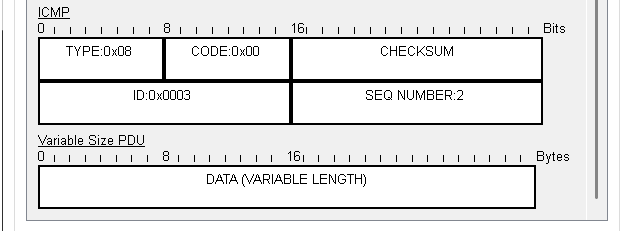 ICMP
0 8 16 Bits
TYPE:0x08 CODE:0x00 CHECKSUM
ID:0x0003 SEQ NUMBER:2
Variable Size PDU
0 8 16 Bytes
DATA (VARIABLE LENGTH)